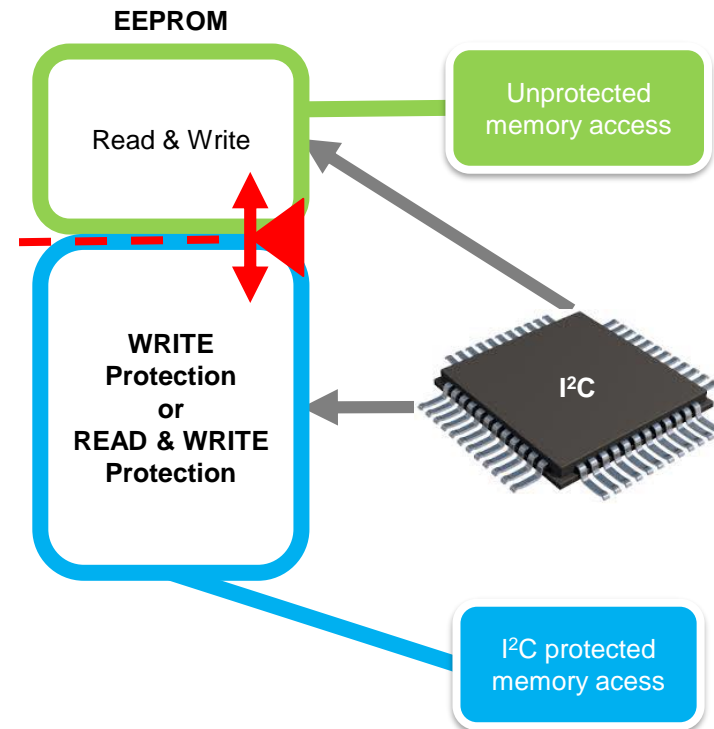 EEPROM
Read & Write
Unprotected
memory access
WRITE
Protection
or
READ & WRITE
Protection
I²C
I²C protected
memory acess